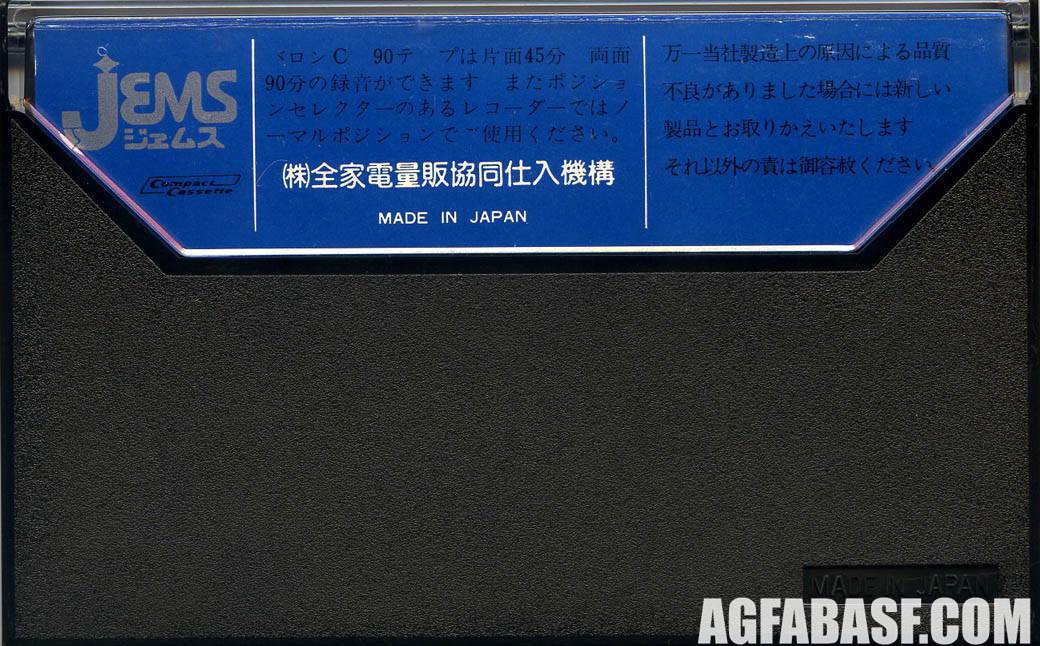 JEMS
ジェムス
Compact
Cassette
バロンC 90テ プは片面45分 両面
90分の録音ができます またポジショ
ンセレクターのあるレコーダーではノ
ーマルポジションでご使用ください。
(株)全家電量販協同仕入機構
MADE IN JAPAN
万一当社製造上の原因による品質
不良がありました場合には新しい
製品とお取りかえいたします
それ以外の責は御容赦ください
MADE IN JAPAN
AGFABASF.COM